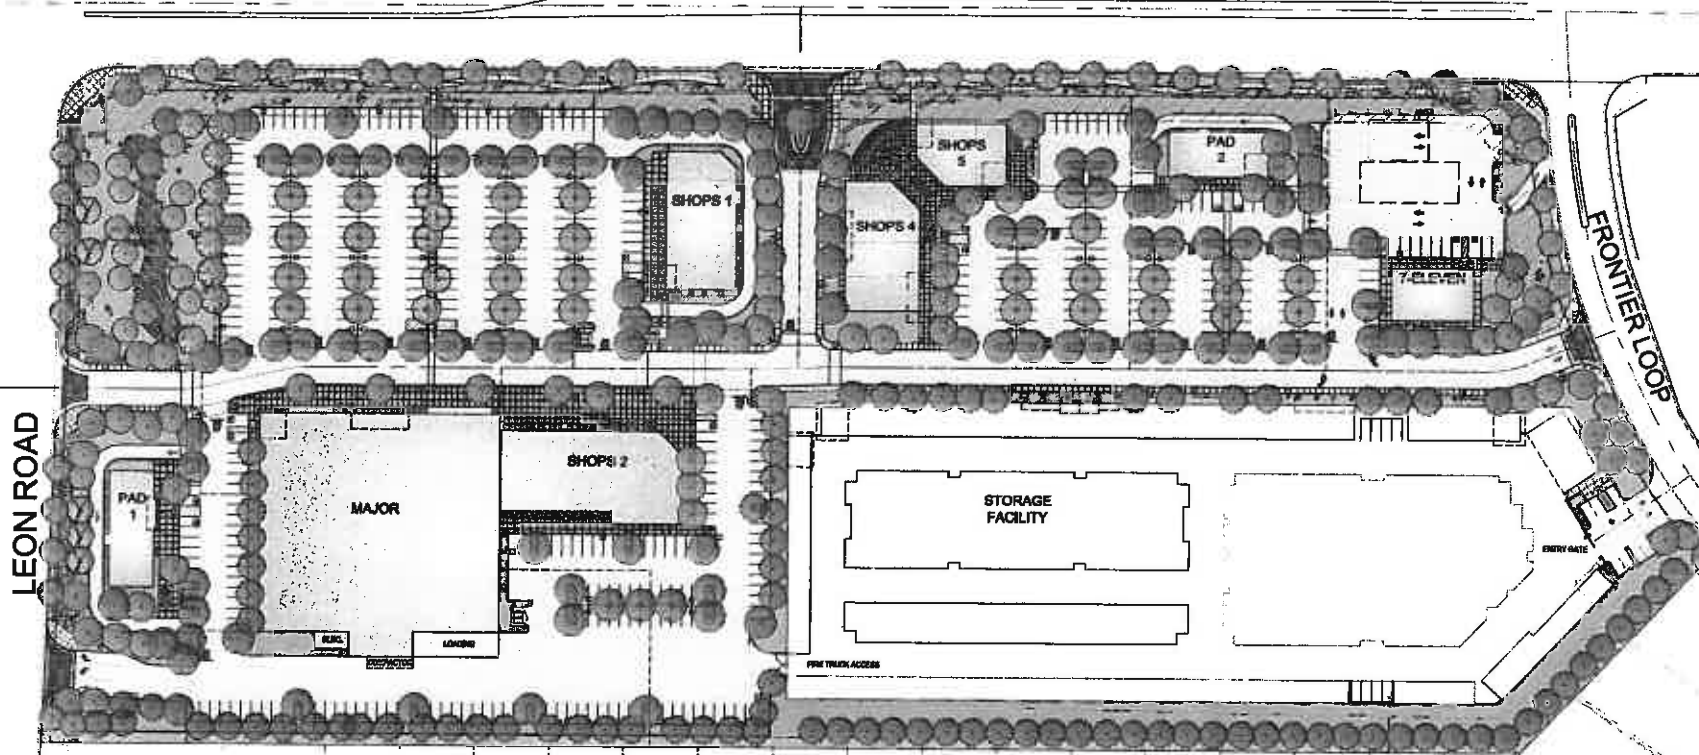 SHOPS
5
PAD
2
SHOPS 1
SHOPS 4
7-ELEVEN
FRONTIER LOOP
LEON ROAD
SHOPS 2
PAD
1
MAJOR
STORAGE
FACILITY
ENTRY GATE
LOADING
FIRE TRUCK ACCESS